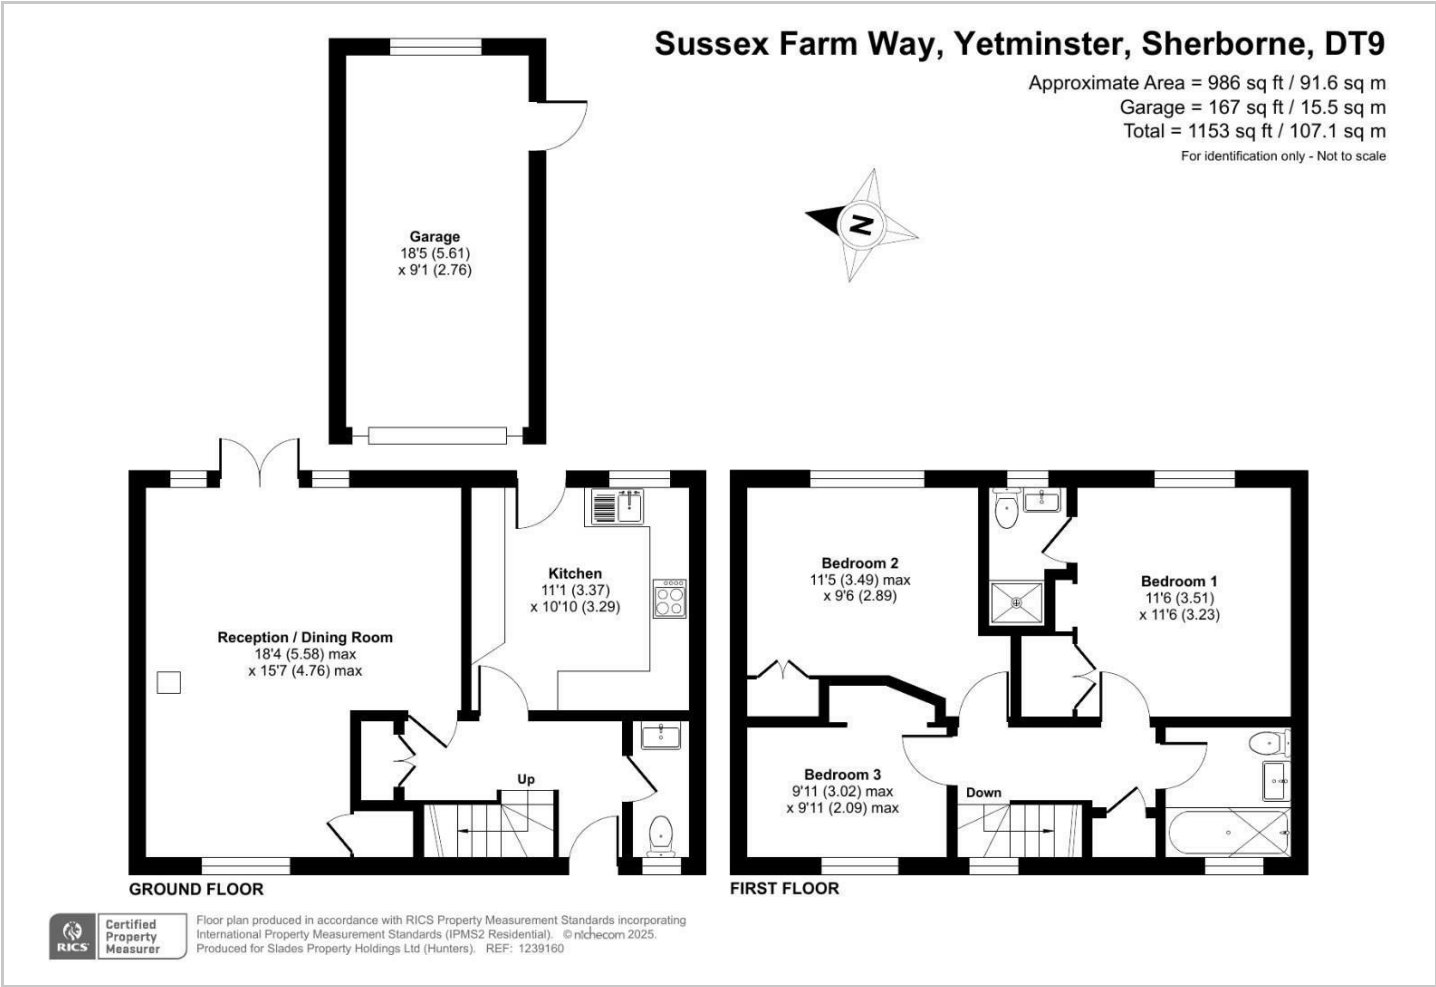 Sussex Farm Way, Yetminster, Sherborne, DT9
Approximate Area = 986 sq ft / 91.6 sq m
Garage = 167 sq ft / 15.5 sq m
Total = 1153 sq ft / 107.1 sq m
For identification only - Not to scale
N
Garage
18'5 (5.61)
x 9'1 (2.76)
Kitchen
11'1 (3.37)
x 10'10 (3.29)
Reception / Dining Room
18'4 (5.58) max
x 15'7 (4.76) max
Up
GROUND FLOOR
Bedroom 2
11'5 (3.49) max
x 9'6 (2.89)
Bedroom 1
11'6 (3.51)
x 11'6 (3.23)
Bedroom 3
9'11 (3.02) max
x 9'11 (2.09) max
Down
FIRST FLOOR
RICS
Certified
Property
Measurer
Floor plan produced in accordance with RICS Property Measurement Standards incorporating
International Property Measurement Standards (IPMS2 Residential). © nichecom 2025.
Produced for Slades Property Holdings Ltd (Hunters). REF: 1239160